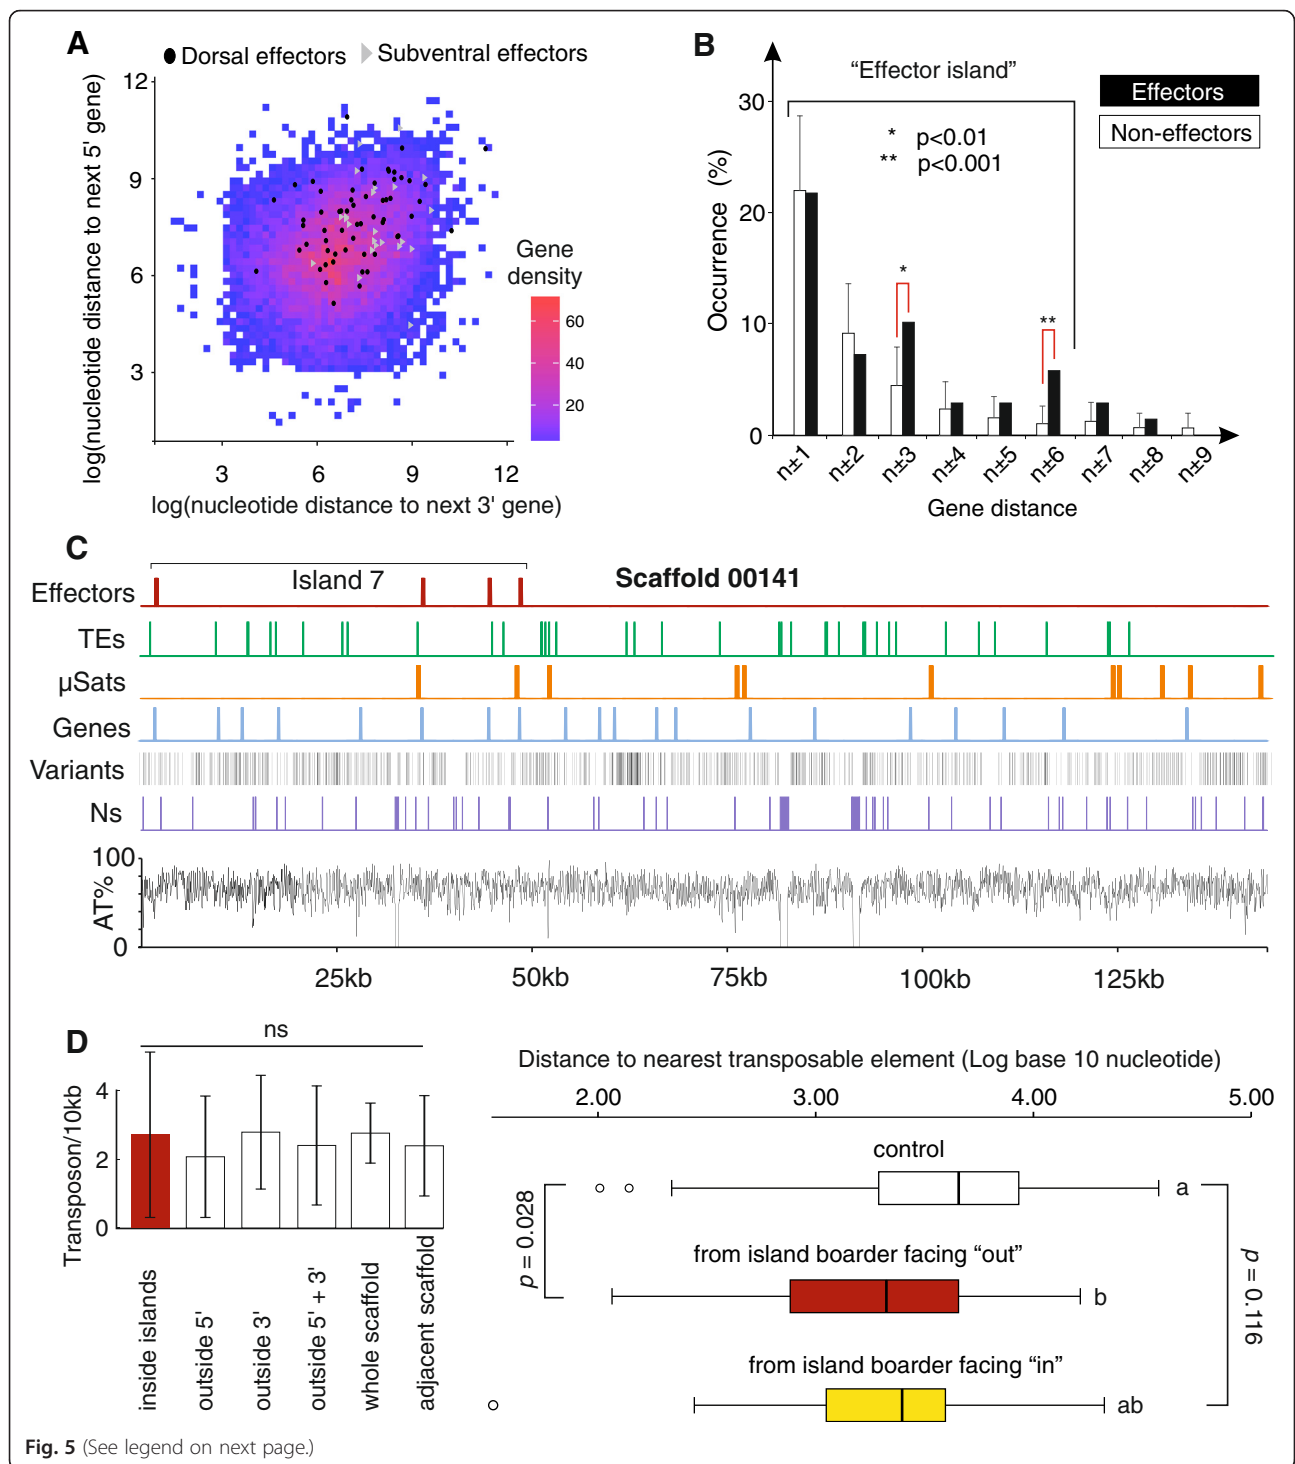 A
Dorsal effectors
Subventral effectors
log(nucleotide distance to next 5' gene)
12
9
6
3
3
6
9
12
log(nucleotide distance to next 3' gene)
Gene
density
60
40
20
B
"Effector island"
Effectors
Non-effectors
* p<0.01
** p<0.001
Occurrence (%)
30
20
10
0
*
**
n±1
n±2
n±3
n±4
n±5
n±6
n±7
n±8
n±9
Gene distance
C
Island 7
Scaffold 00141
Effectors
TEs
µSats
Genes
Variants
Ns
AT%
100
0
25kb
50kb
75kb
100kb
125kb
D
ns
Transposon/10kb
4
2
0
inside islands
outside 5'
outside 3'
outside 5' + 3'
whole scaffold
adjacent scaffold
Distance to nearest transposable element (Log base 10 nucleotide)
2.00
3.00
4.00
5.00
control
a
p = 0.028
from island boarder facing "out"
b
p = 0.116
from island boarder facing "in"
ab
Fig. 5 (See legend on next page.)